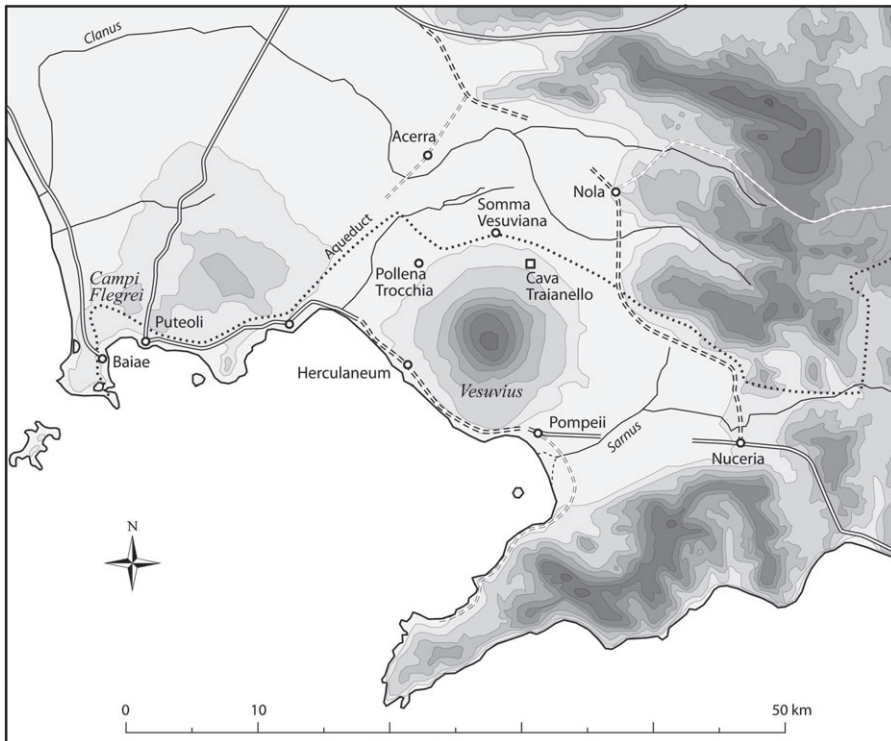 Clanus
Acerra
Nola
Somma
Vesuviana
Aqueduct
Campi
Flegrei
Pollena
Trocchia
Cava
Traianello
Puteoli
Baiae
Herculaneum
Vesuvius
Pompeii
Sarnus
Nuceria
N
0
10
50 km